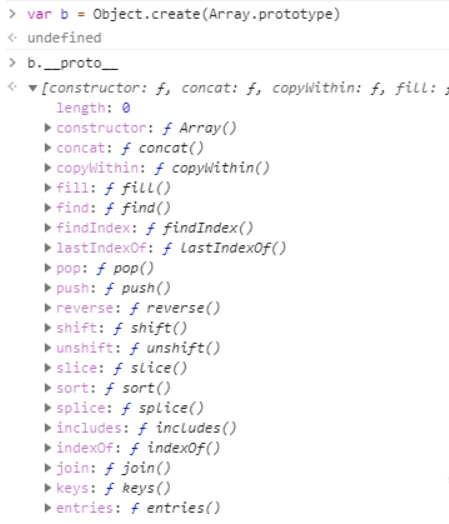 > var b = Object.create(Array.prototype)
<· undefined
> b.__proto__
<· ▼[constructor: ƒ, concat: ƒ, copyWithin: ƒ, fill: ƒ
length: 0
▶constructor: ƒ Array()
▶concat: ƒ concat()
▶copyWithin: ƒ copyWithin()
▶fill: ƒ fill()
▶find: ƒ find()
▶findIndex: ƒ findIndex()
▶lastIndexOf: ƒ lastIndexOf()
▶pop: ƒ pop()
▶push: ƒ push()
▶reverse: ƒ reverse()
▶shift: ƒ shift()
▶unshift: ƒ unshift()
▶slice: ƒ slice()
▶sort: ƒ sort()
▶splice: ƒ splice()
▶includes: ƒ includes()
▶indexOf: ƒ indexOf()
▶join: ƒ join()
▶keys: ƒ keys()
▶entries: ƒ entries()